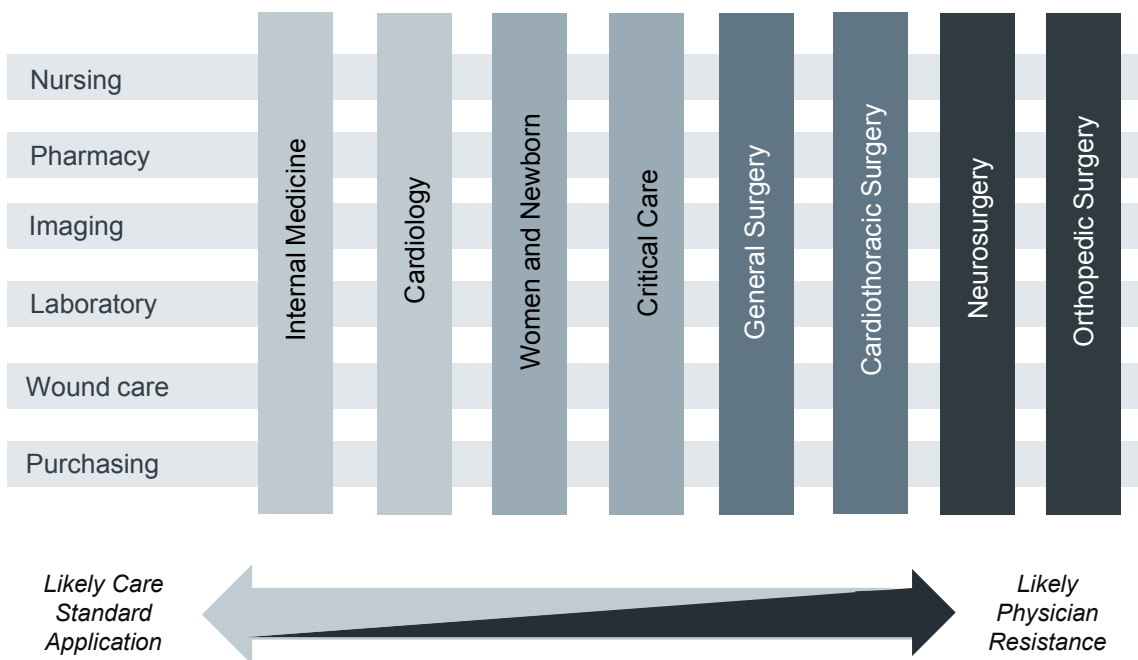 Nursing
Pharmacy
Imaging
Laboratory
Wound care
Purchasing
Internal Medicine
Cardiology
Women and Newborn
Critical Care
General Surgery
Cardiothoracic Surgery
Neurosurgery
Orthopedic Surgery
Likely Care
Standard
Application
Likely
Physician
Resistance